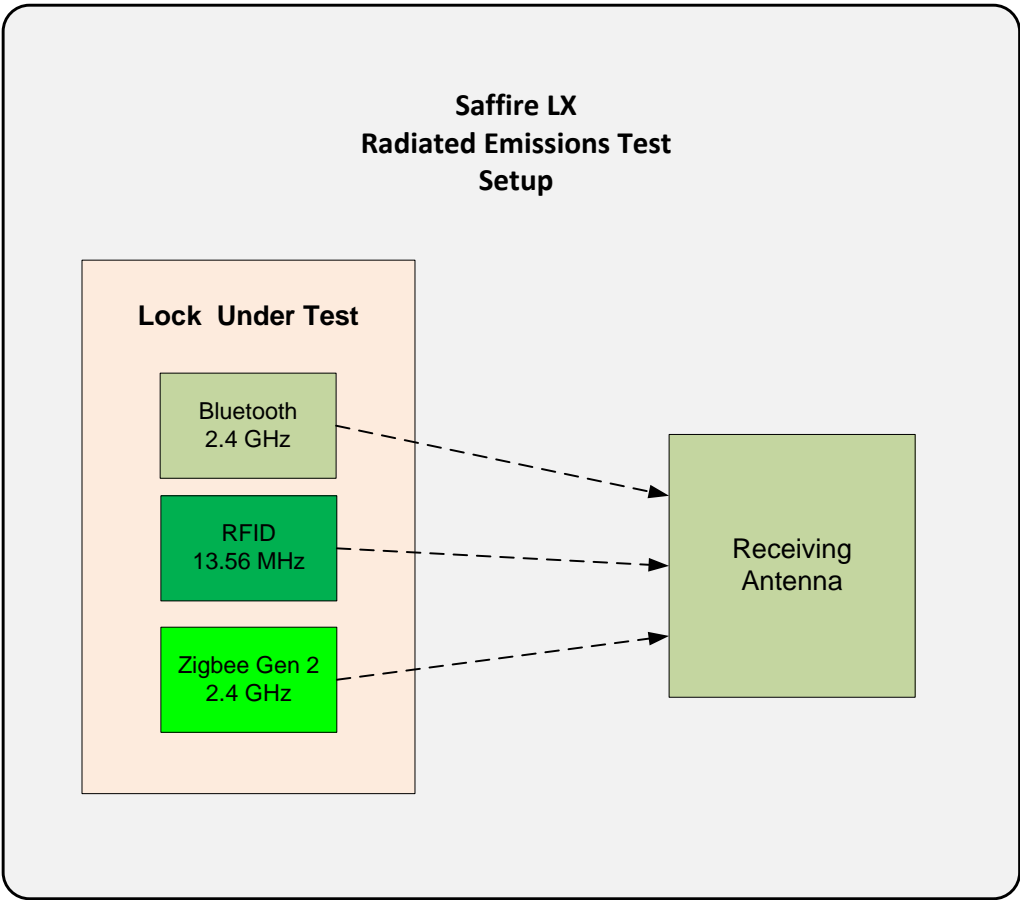 Saffire LX
Radiated Emissions Test
Setup
Lock  Under Test
Bluetooth
2.4 GHz
RFID
13.56 MHz
Zigbee Gen 2
2.4 GHz
Receiving
Antenna